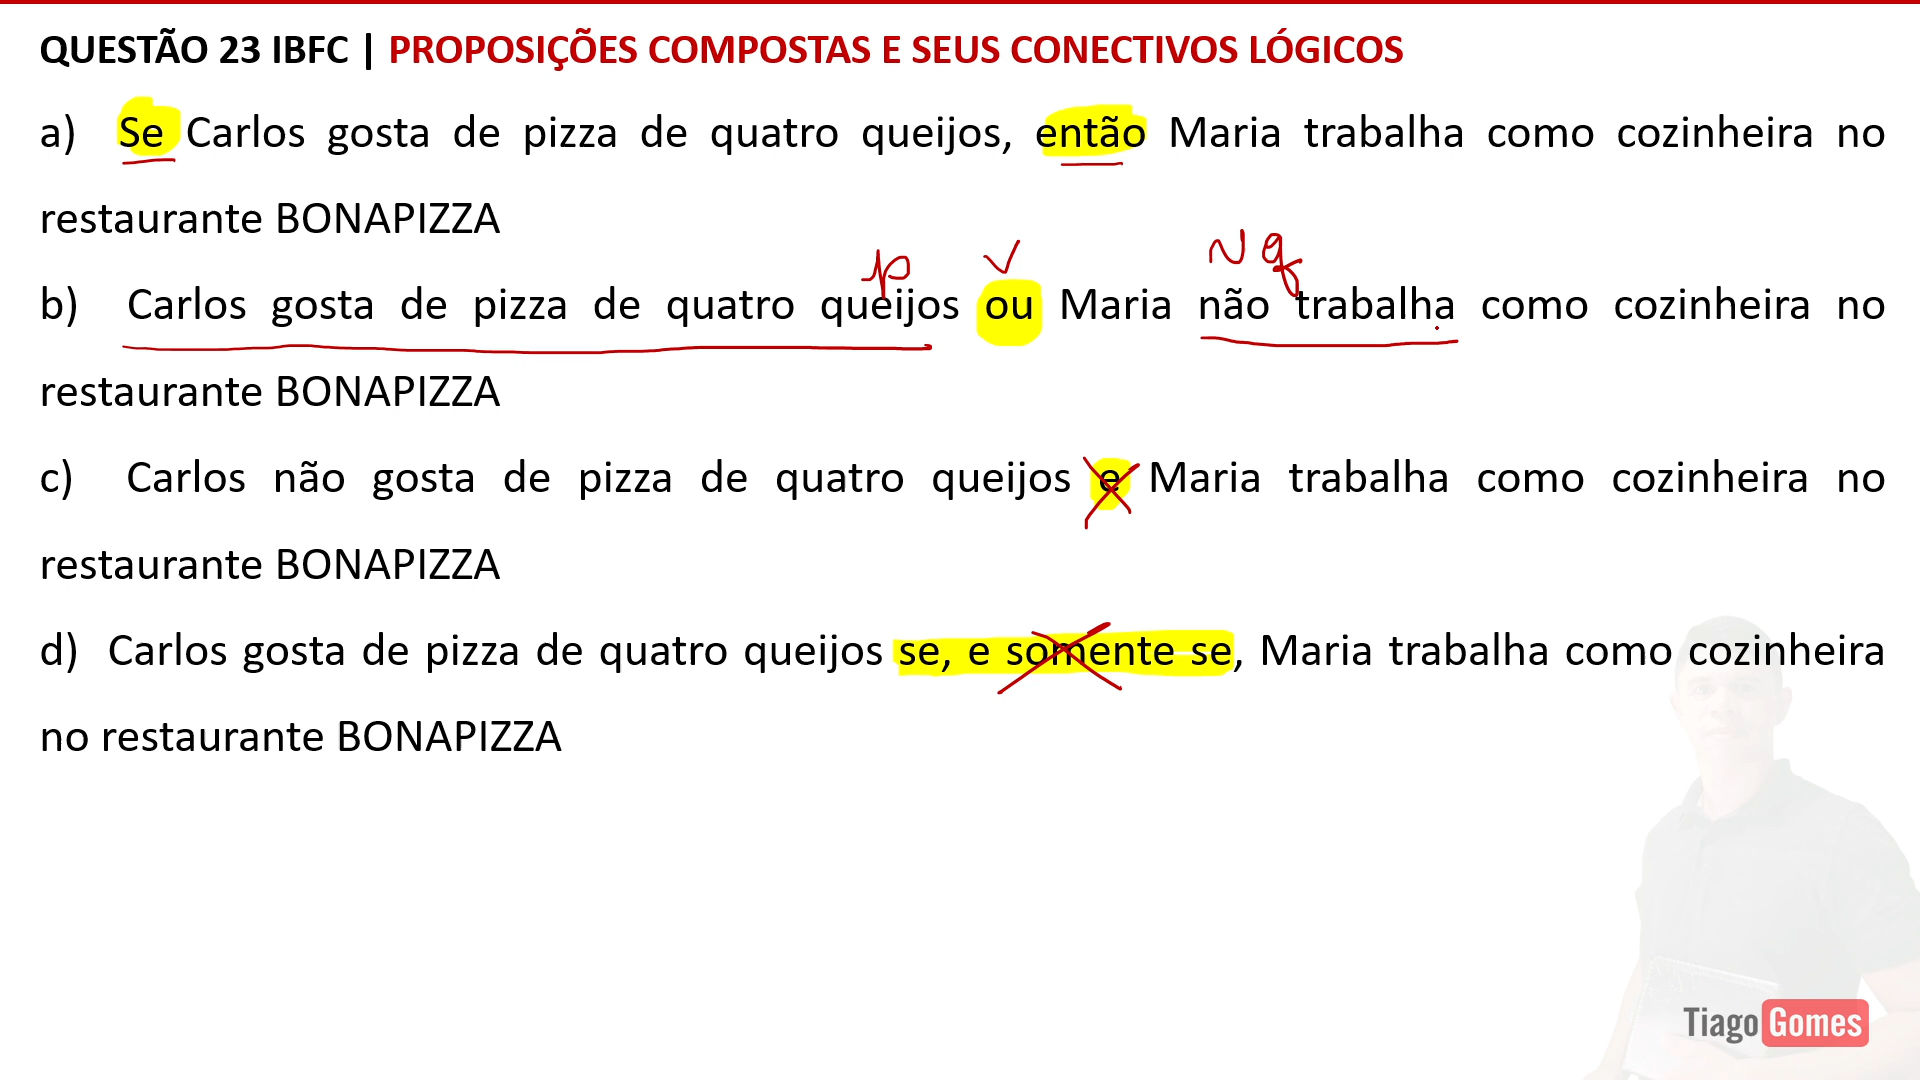 QUESTÃO 23 IBFC | PROPOSIÇÕES COMPOSTAS E SEUS CONECTIVOS LÓGICOS
a) Se Carlos gosta de pizza de quatro queijos, então Maria trabalha como cozinheira no
restaurante BONAPIZZA
p v ~ q
b) Carlos gosta de pizza de quatro queijos ou Maria não trabalha como cozinheira no
restaurante BONAPIZZA
c) Carlos não gosta de pizza de quatro queijos e Maria trabalha como cozinheira no
restaurante BONAPIZZA
d) Carlos gosta de pizza de quatro queijos se, e somente se, Maria trabalha como cozinheira
no restaurante BONAPIZZA
Tiago Gomes